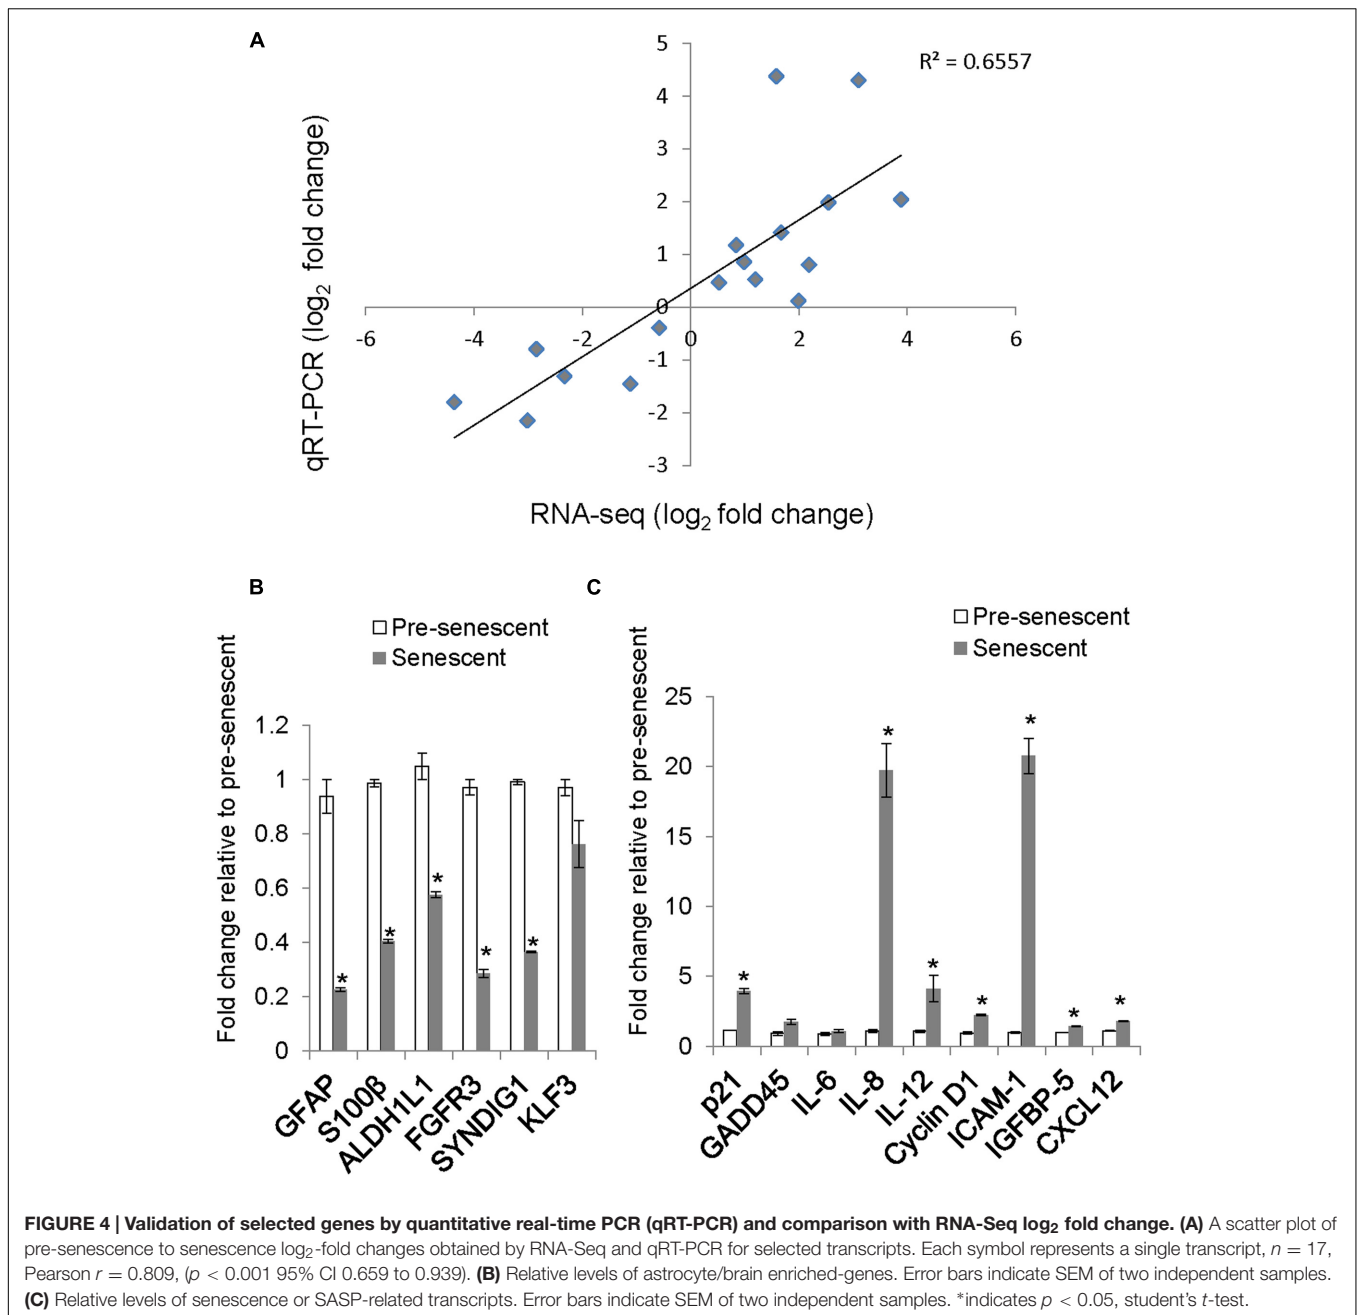 A
R² = 0.6557
5
4
3
2
1
0
-1
-2
-3
-6
-4
-2
0
2
4
6
qRT-PCR (log₂ fold change)
RNA-seq (log₂ fold change)
B
Pre-senescent
Senescent
Fold change relative to pre-senescent
1.2
1
0.8
0.6
0.4
0.2
0
*
*
*
*
*
GFAP
S100β
ALDH1L1
FGFR3
SYNDIG1
KLF3
C
Pre-senescent
Senescent
Fold change relative to pre-senescent
25
20
15
10
5
0
*
*
*
*
*
*
*
p21
GADD45
IL-6
IL-8
IL-12
Cyclin D1
ICAM-1
IGFBP-5
CXCL12
FIGURE 4 | Validation of selected genes by quantitative real-time PCR (qRT-PCR) and comparison with RNA-Seq log₂ fold change. (A) A scatter plot of
pre-senescence to senescence log₂-fold changes obtained by RNA-Seq and qRT-PCR for selected transcripts. Each symbol represents a single transcript, n = 17,
Pearson r = 0.809, (p < 0.001 95% CI 0.659 to 0.939). (B) Relative levels of astrocyte/brain enriched-genes. Error bars indicate SEM of two independent samples.
(C) Relative levels of senescence or SASP-related transcripts. Error bars indicate SEM of two independent samples. *indicates p < 0.05, student's t-test.